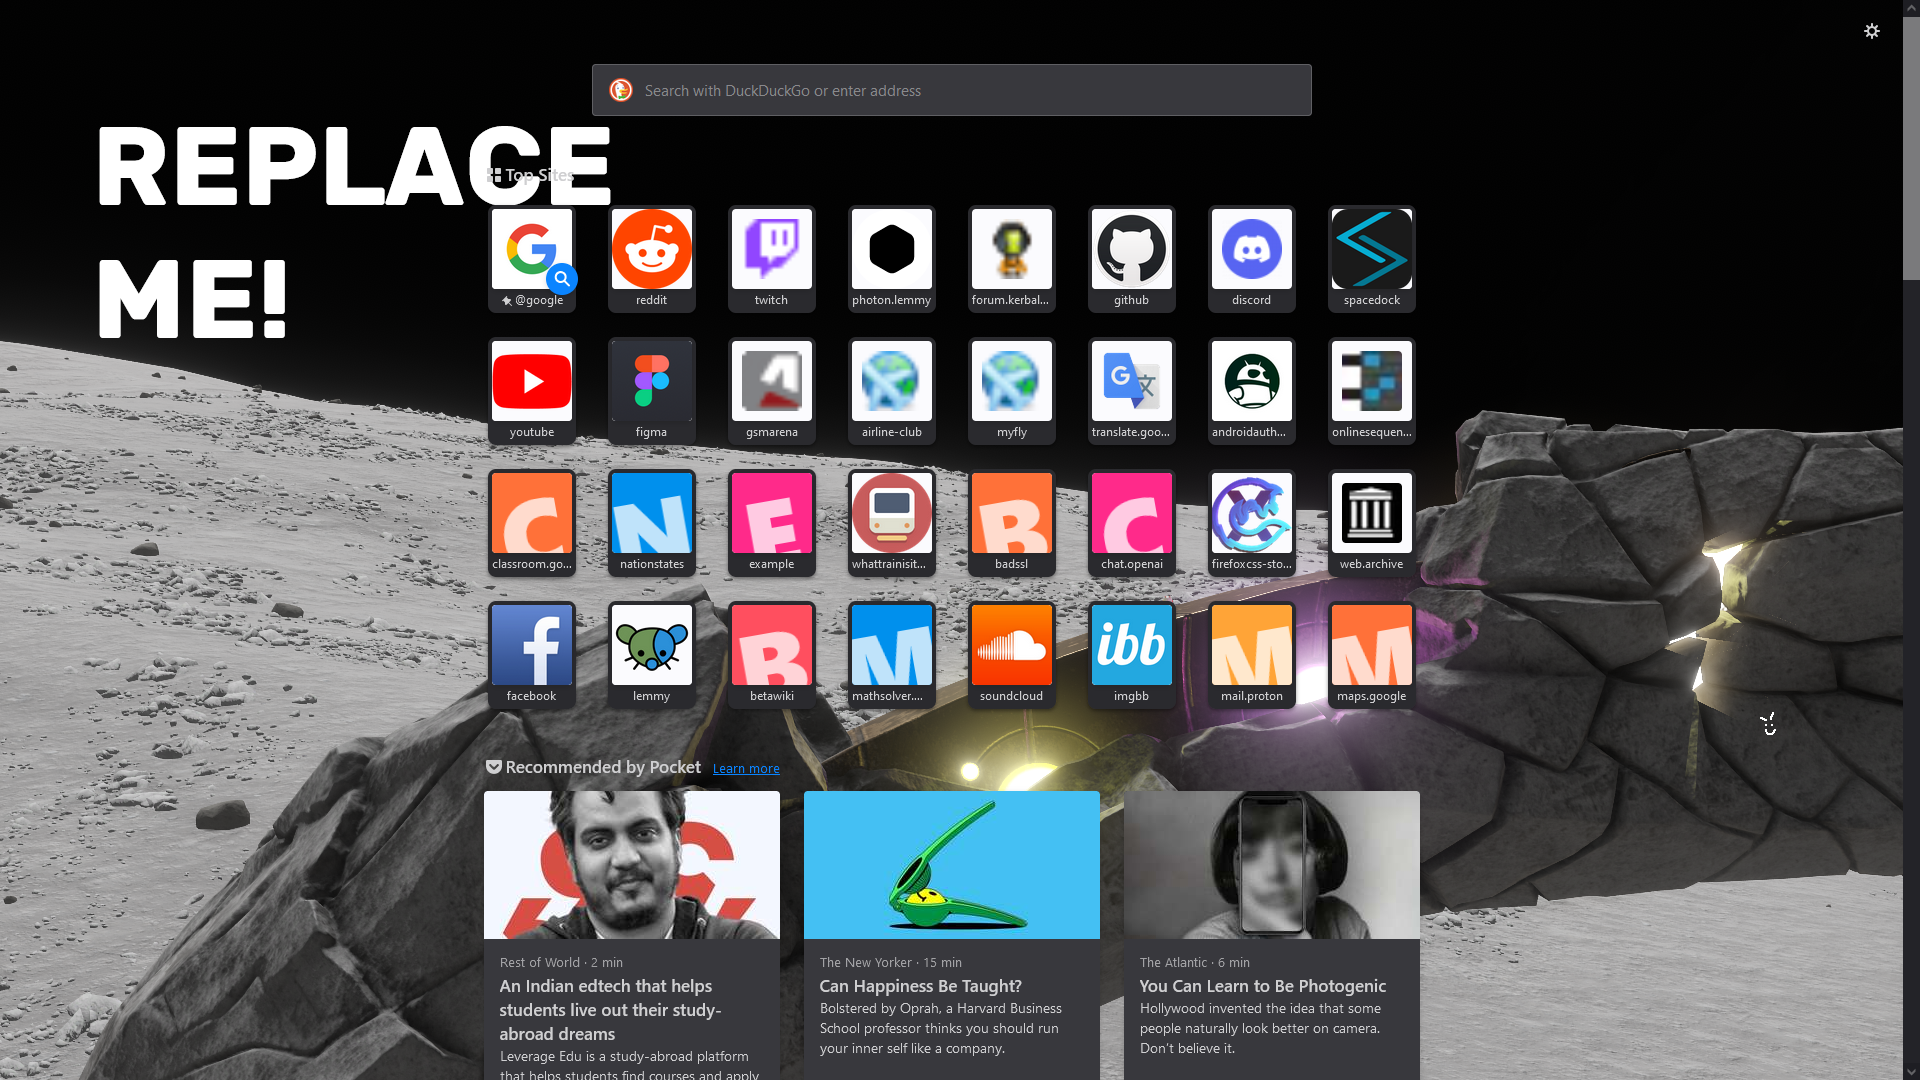 Search with DuckDuckGo or enter address
REPLACE
ME!
Top Sites
@google
reddit
twitch
photon.lemmy
forum.kerbal...
github
discord
spacedock
youtube
figma
gsmarena
airline-club
myfly
translate.goo...
androidauth...
onlinesequen...
classroom.go...
nationstates
example
whattrainisit...
badssl
chat.openai
firefoxcss-sto...
web.archive
facebook
lemmy
betawiki
mathsolver....
soundcloud
ibb
imgbb
mail.proton
maps.google
Recommended by Pocket Learn more
Rest of World · 2 min
An Indian edtech that helps
students live out their study-
abroad dreams
Leverage Edu is a study-abroad platform
that helps students find courses and apply
The New Yorker · 15 min
Can Happiness Be Taught?
Bolstered by Oprah, a Harvard Business
School professor thinks you should run
your inner self like a company.
The Atlantic · 6 min
You Can Learn to Be Photogenic
Hollywood invented the idea that some
people naturally look better on camera.
Don't believe it.